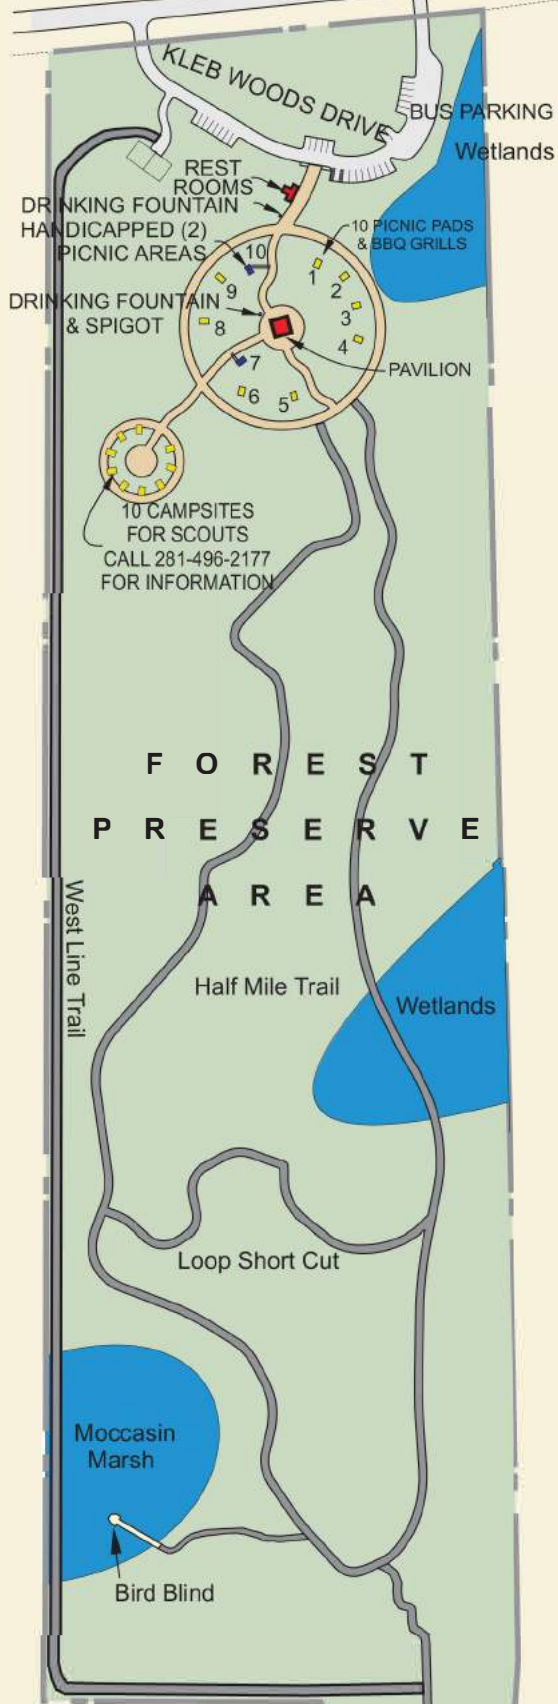 KLEB WOODS DRIVE
BUS PARKING
Wetlands
REST
ROOMS
DRINKING FOUNTAIN
HANDICAPPED (2)
PICNIC AREAS
10 PICNIC PADS
& BBQ GRILLS
10
1
2
9
3
DRINKING FOUNTAIN
& SPIGOT
8
4
7
PAVILION
6
5
10 CAMPSITES
FOR SCOUTS
CALL 281-496-2177
FOR INFORMATION
FOREST
PRESERVE
AREA
West Line Trail
Half Mile Trail
Wetlands
Loop Short Cut
Moccasin
Marsh
Bird Blind